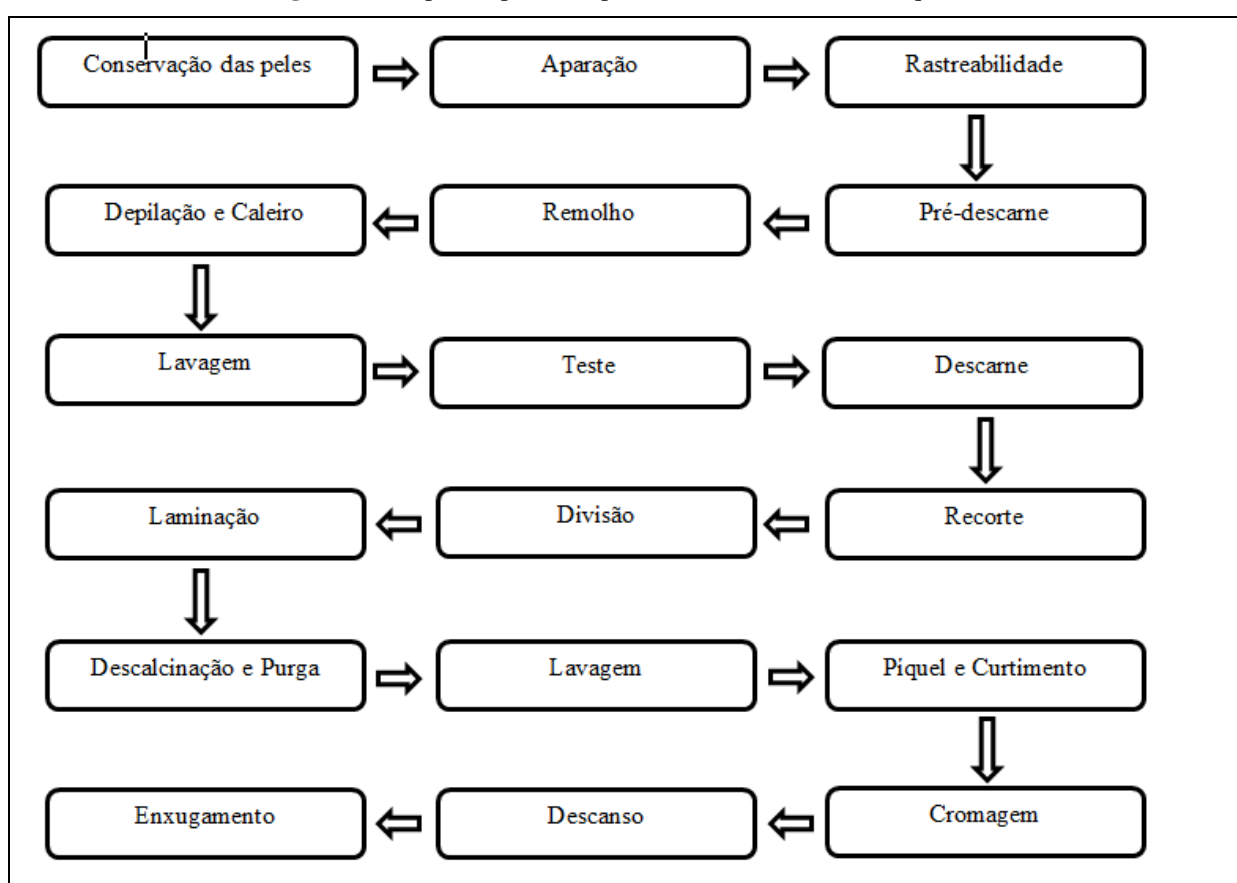 Conservação das peles
Aparação
Rastreabilidade
Pré-descarne
Remolho
Depilação e Caleiro
Lavagem
Teste
Descarne
Recorte
Divisão
Laminação
Descalcinação e Purga
Lavagem
Píquel e Curtimento
Cromagem
Descanso
Enxugamento